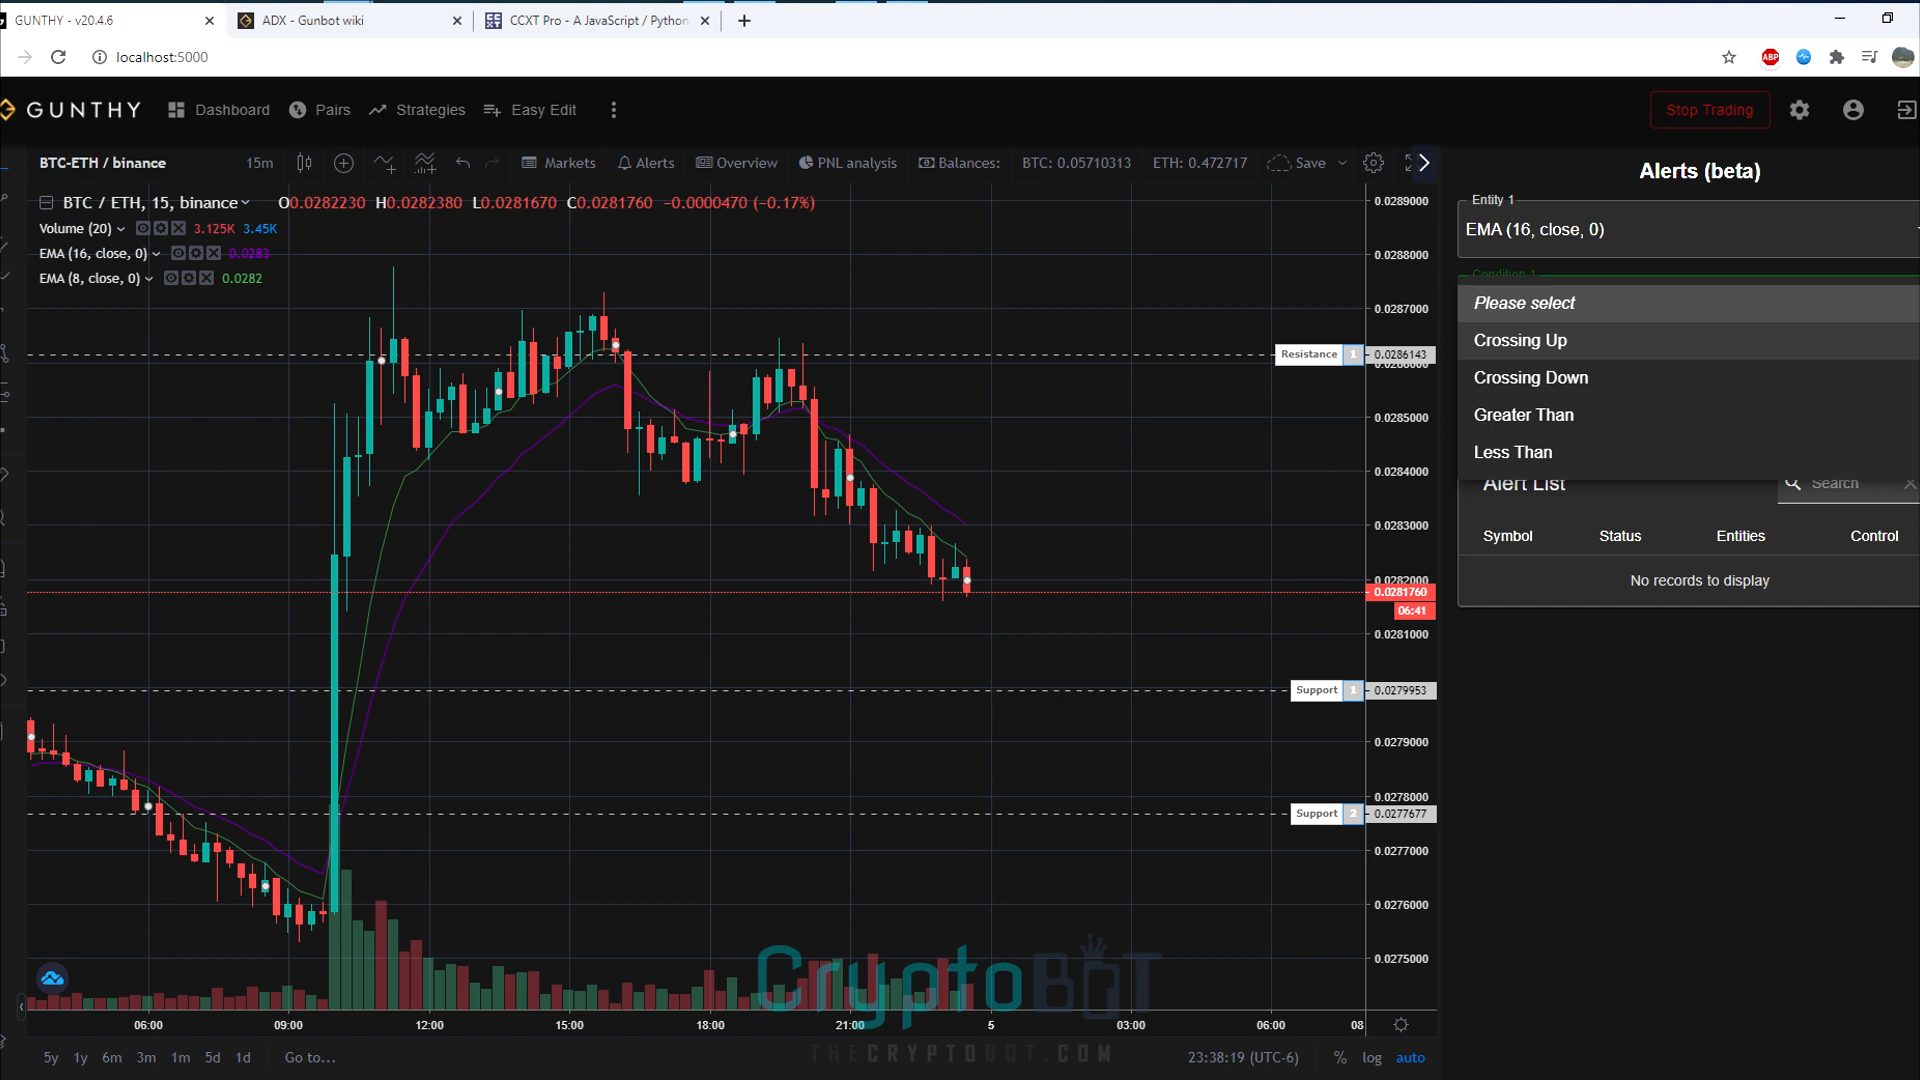 GUNTHY - v20.4.6
ADX - Gunbot wiki
CCXT Pro - A JavaScript / Python
localhost:5000
ABP
GUNTHY
Dashboard
Pairs
Strategies
Easy Edit
Stop Trading
BTC-ETH / binance
15m
Markets
Alerts
Overview
PNL analysis
Balances:
BTC: 0.05710313
ETH: 0.472717
Save
BTC / ETH, 15, binance
O0.0282230 H0.0282380 L0.0281670 C0.0281760 −0.0000470 (−0.17%)
Volume (20) 3.125K 3.45K
EMA (16, close, 0) 0.0283
EMA (8, close, 0) 0.0282
0.0289000
0.0288000
0.0287000
Resistance 1 0.0286143
0.0286000
0.0285000
0.0284000
0.0283000
0.0282000
0.0281760
06:41
0.0281000
Support 1 0.0279953
0.0279000
0.0278000
Support 2 0.0277677
0.0277000
0.0276000
0.0275000
06:00 09:00 12:00 15:00 18:00 21:00 5 03:00 06:00 08
CryptoBOT
THECRYPTOBOT.COM
5y 1y 6m 3m 1m 5d 1d Go to...
23:38:19 (UTC-6) % log auto
Alerts (beta)
Entity 1
EMA (16, close, 0)
Condition 1
Please select
Crossing Up
Crossing Down
Greater Than
Less Than
Alert List
Search
Symbol Status Entities Control
No records to display